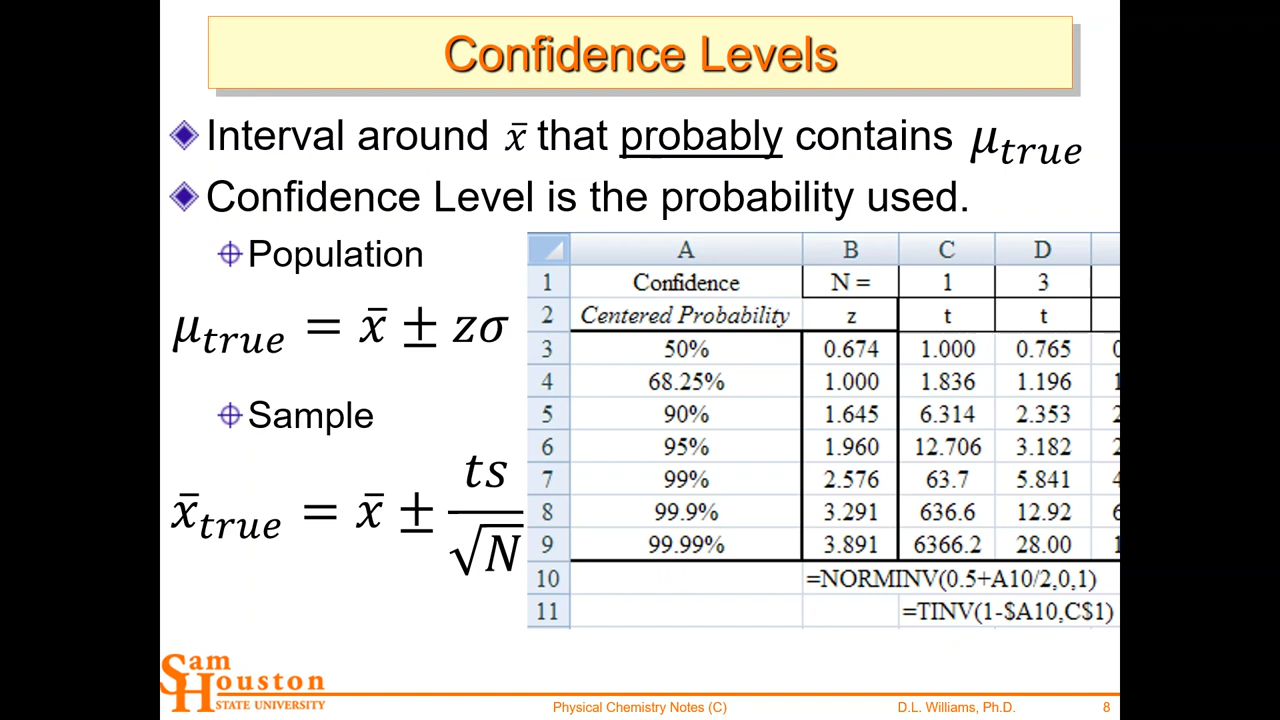 Confidence Levels
Interval around x̄ that probably contains μ_true
Confidence Level is the probability used.
Population
μ_true = x̄ ± zσ
Sample
x̄_true = x̄ ± ts/√N
A B C D
1 Confidence N = 1 3
2 Centered Probability z t t
3 50% 0.674 1.000 0.765
4 68.25% 1.000 1.836 1.196
5 90% 1.645 6.314 2.353
6 95% 1.960 12.706 3.182
7 99% 2.576 63.7 5.841
8 99.9% 3.291 636.6 12.92
9 99.99% 3.891 6366.2 28.00
10 =NORMINV(0.5+A10/2,0,1)
11 =TINV(1-$A10,C$1)
Sam
Houston
STATE UNIVERSITY
Physical Chemistry Notes (C) D.L. Williams, Ph.D. 8